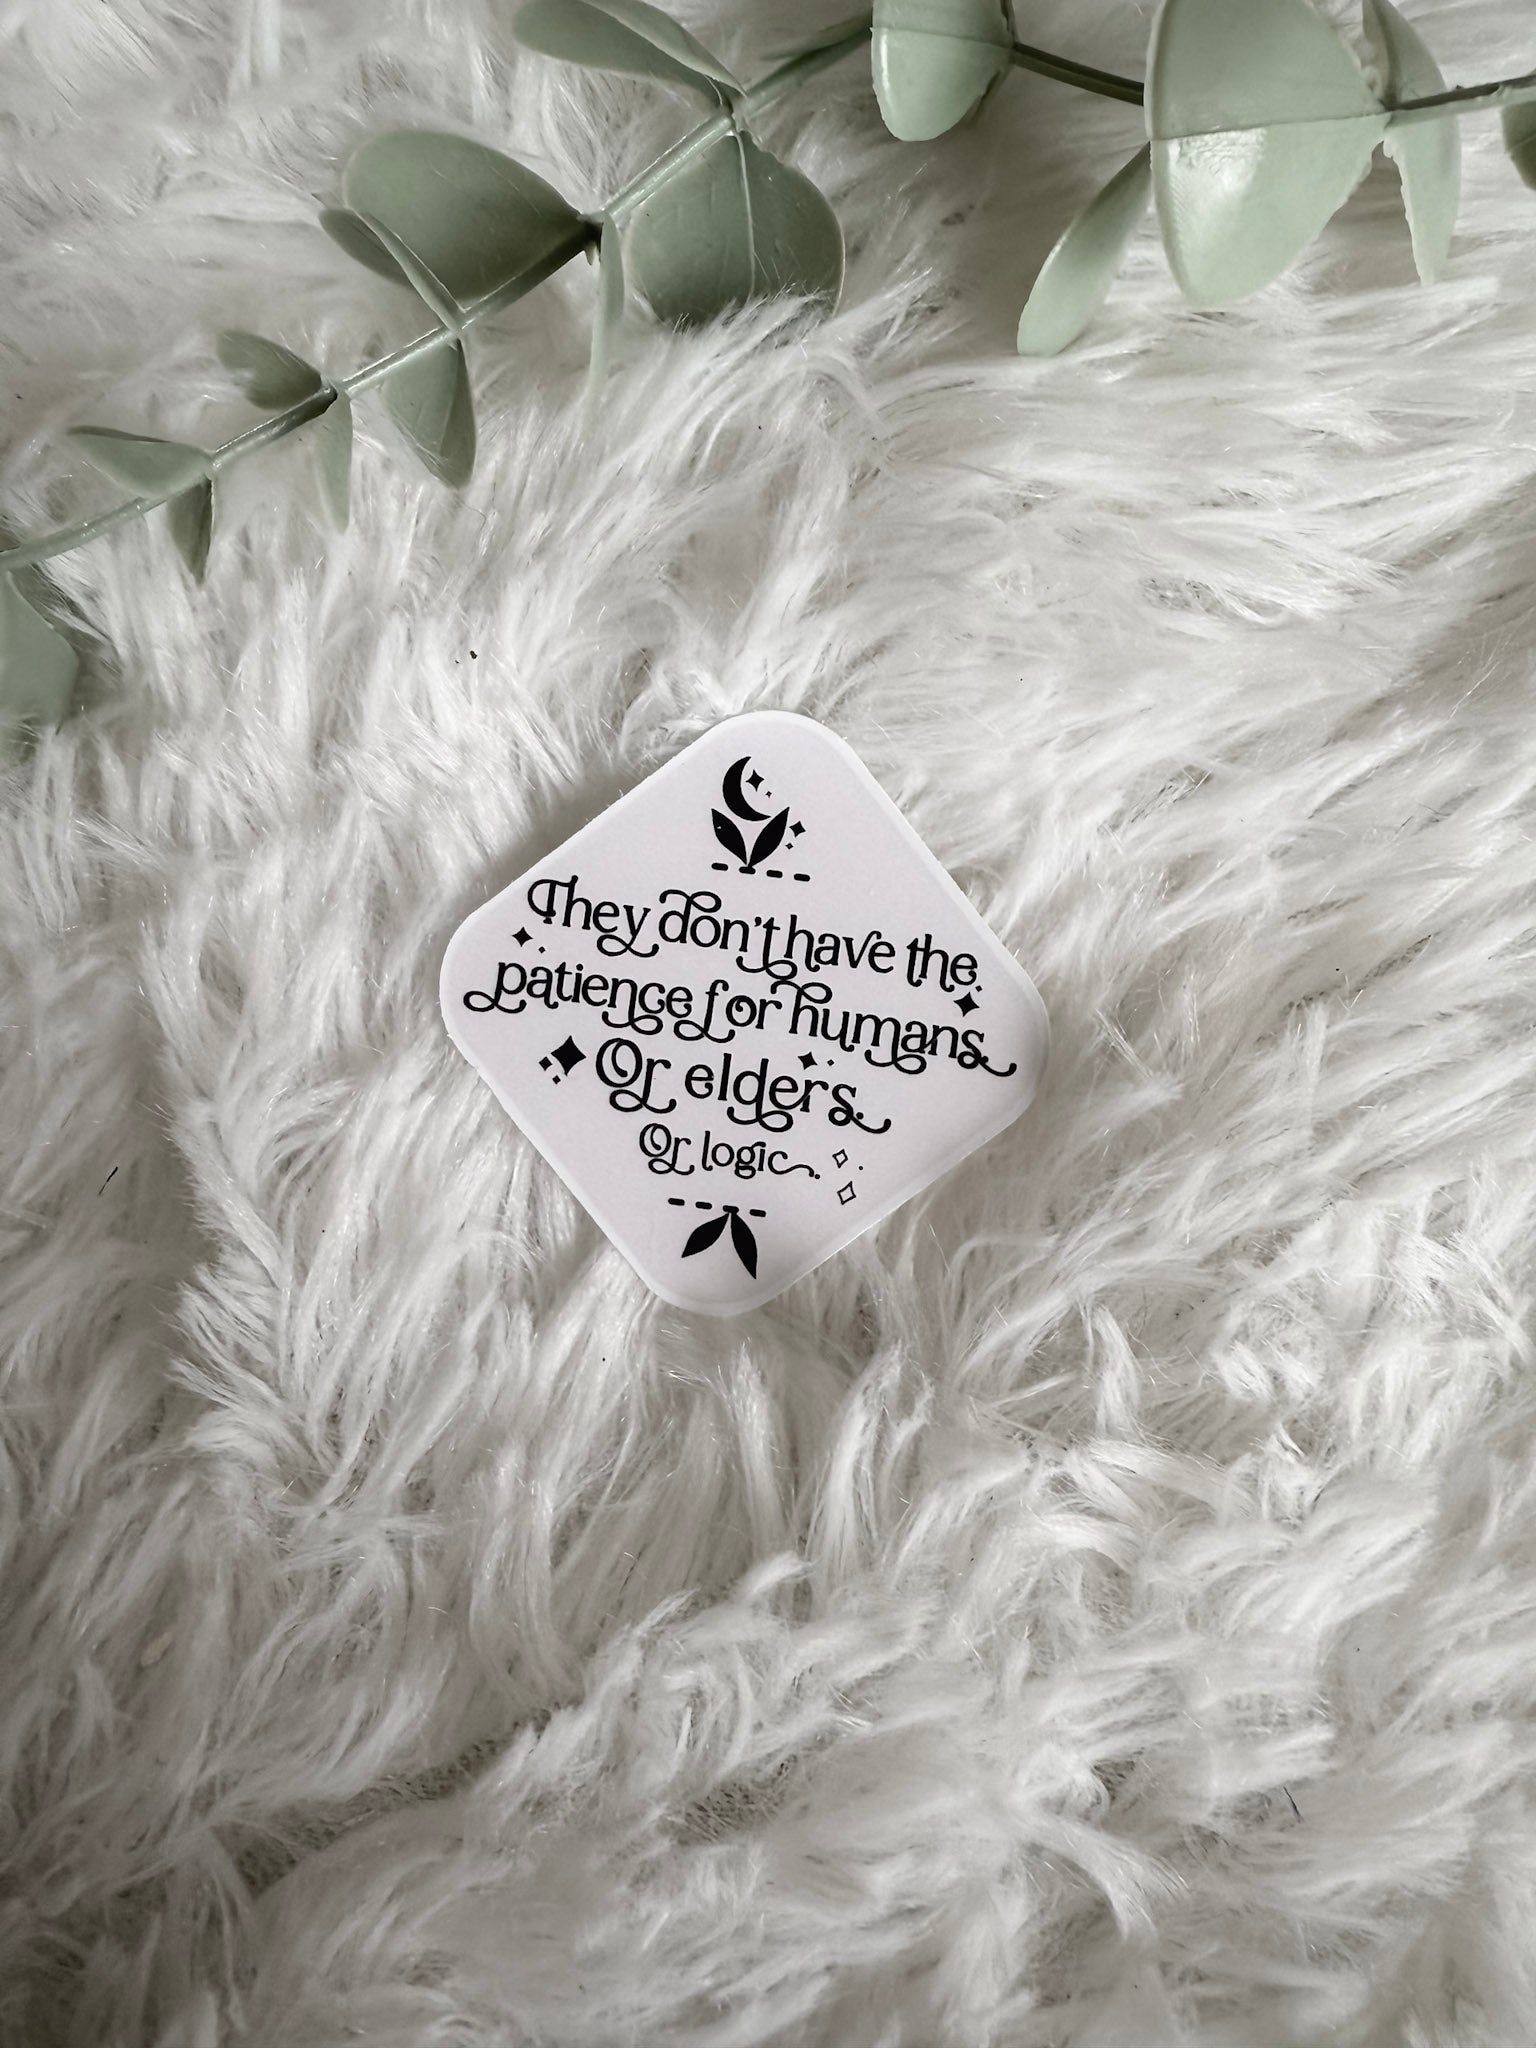 They don't have the
patience for humans.
Or elders.
Or logic.